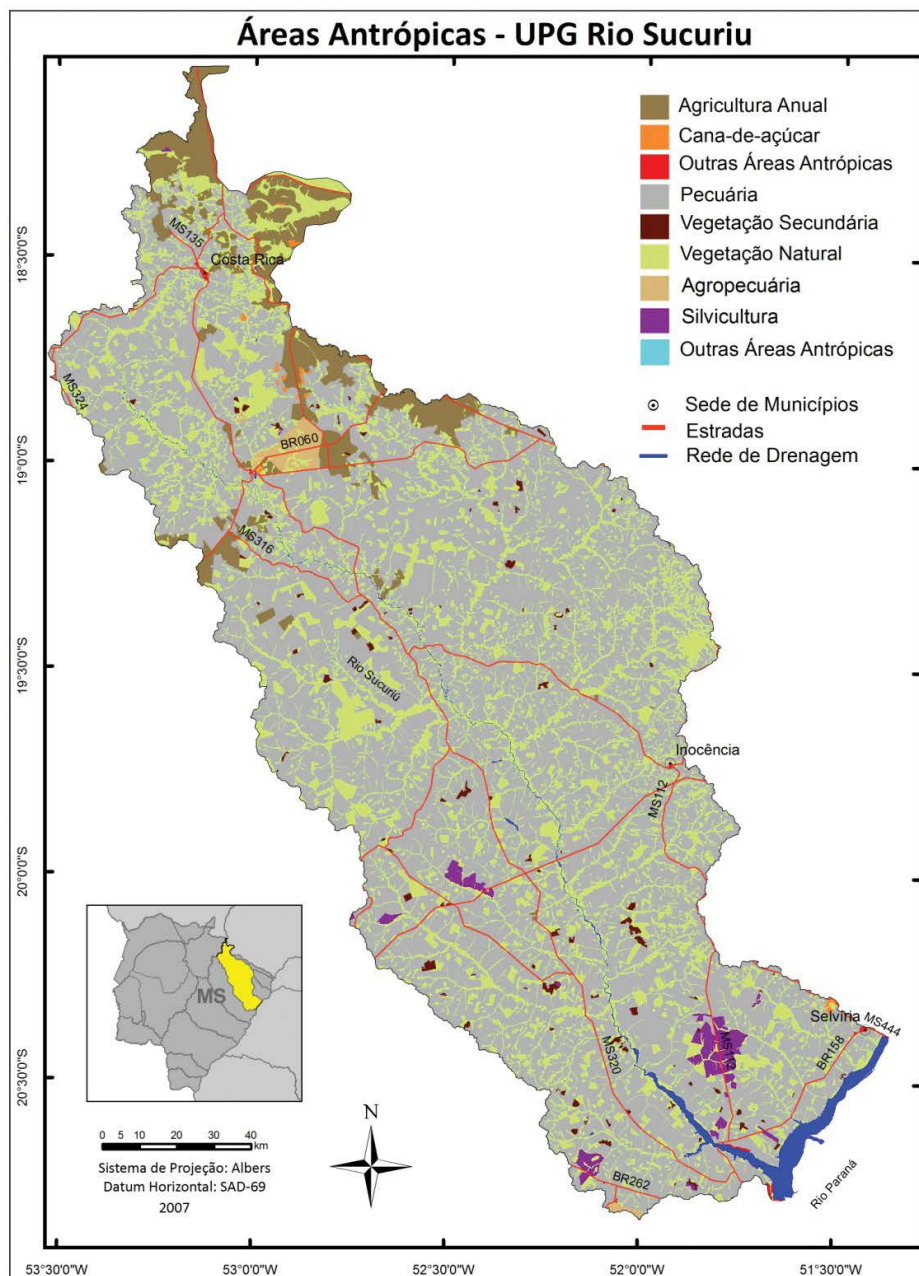 Áreas Antrópicas - UPG Rio Sucuriu
Agricultura Anual
Cana-de-açúcar
Outras Áreas Antrópicas
Pecuária
Vegetação Secundária
Vegetação Natural
Agropecuária
Silvicultura
Outras Áreas Antrópicas
Sede de Municípios
Estradas
Rede de Drenagem
18°30'0"S
19°0'0"S
19°30'0"S
20°0'0"S
20°30'0"S
MS135
Costa Rica
MS324
BR060
MS316
Rio Sucuriú
Inocência
MS112
Selvíria
MS444
BR158
MS112
MS320
BR262
Rio Paraná
MS
N
0 5 10 20 30 40
km
Sistema de Projeção: Albers
Datum Horizontal: SAD-69
2007
53°30'0"W
53°0'0"W
52°30'0"W
52°0'0"W
51°30'0"W